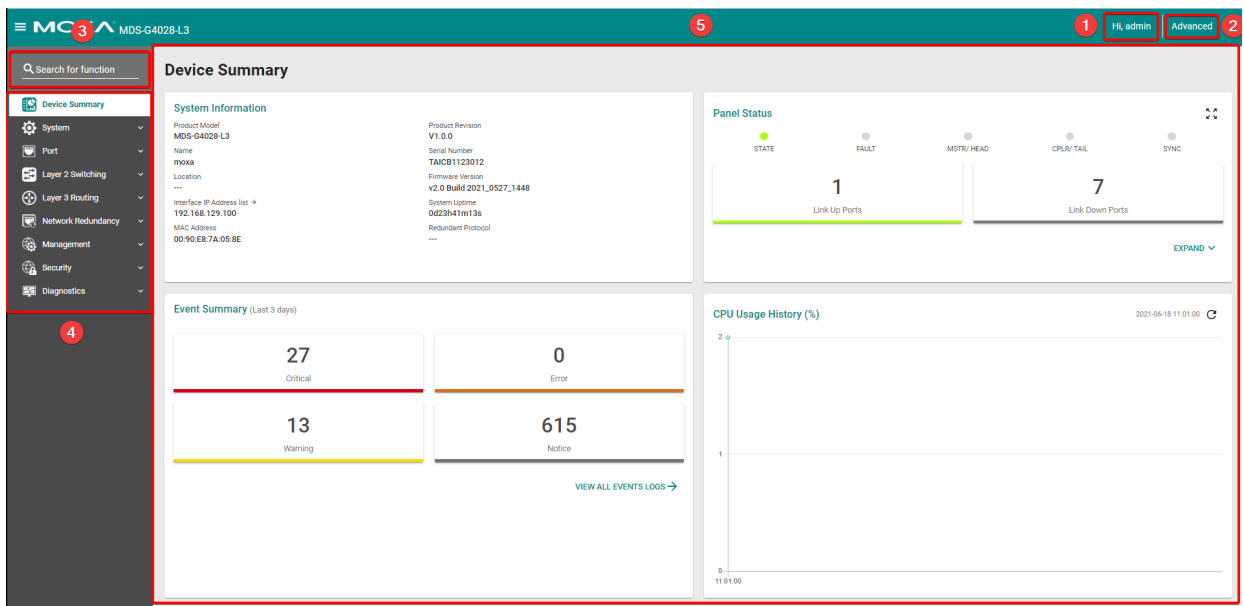 MOXA MDS-G4028-L3
3
5
1
Hi, admin
Advanced
2
Search for function
Device Summary
System
Port
Layer 2 Switching
Layer 3 Routing
Network Redundancy
Management
Security
Diagnostics
4
Device Summary
System Information
Product Model
MDS-G4028-L3
Product Revision
V1.0.0
Name
moxa
Serial Number
TAICB1123012
Location
---
Firmware Version
v2.0 Build 2021_0527_1448
Interface IP Address list →
192.168.129.100
System Uptime
0d23h41m13s
MAC Address
00:90:E8:7A:05:8E
Redundant Protocol
---
Panel Status
STATE FAULT MSTR/ HEAD CPLR/ TAIL SYNC
1
Link Up Ports
7
Link Down Ports
EXPAND
Event Summary (Last 3 days)
27
Critical
0
Error
13
Warning
615
Notice
VIEW ALL EVENTS LOGS →
CPU Usage History (%)
2021-06-18 11:01:00
2
1
0
11:01:00